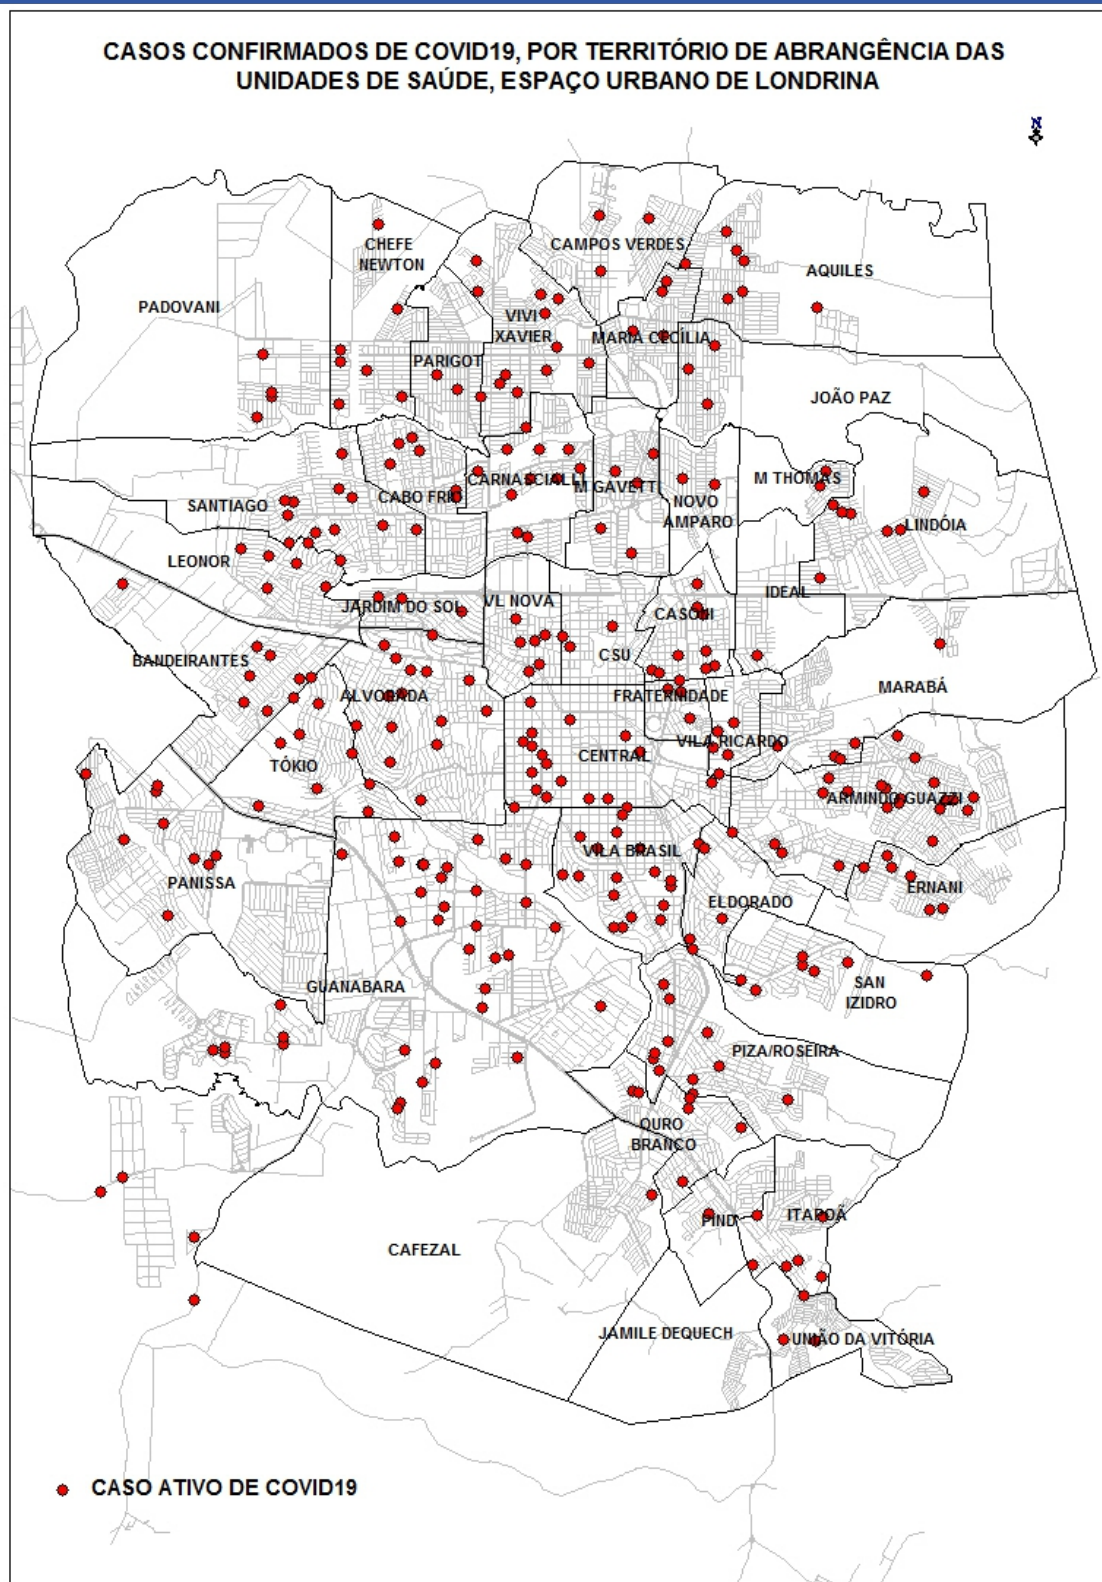 CASOS CONFIRMADOS DE COVID19, POR TERRITÓRIO DE ABRANGÊNCIA DAS
UNIDADES DE SAÚDE, ESPAÇO URBANO DE LONDRINA
N
CHEFE
NEWTON
CAMPOS VERDES
AQUILES
PADOVANI
VIVI
XAVIER
MARIA CECÍLIA
PARIGOT
JOÃO PAZ
SANTIAGO
CABO FRIO
CARNASCIALLI
M GAVETTI
NOVO
AMPARO
M THOMAS
LINDÓIA
LEONOR
JARDIM DO SOL
VL NOVA
CASONI
IDEAL
CSU
BANDEIRANTES
ALVORADA
FRATERNIDADE
MARABÁ
TÓKIO
CENTRAL
VILA RICARDO
ARMINDO GUAZZI
PANISSA
VILA BRASIL
ERNANI
ELDORADO
GUANABARA
SAN
IZIDRO
PIZA/ROSEIRA
OURO
BRANCO
PIND
ITAPOÃ
CAFEZAL
JAMILE DEQUECH
UNIÃO DA VITÓRIA
CASO ATIVO DE COVID19